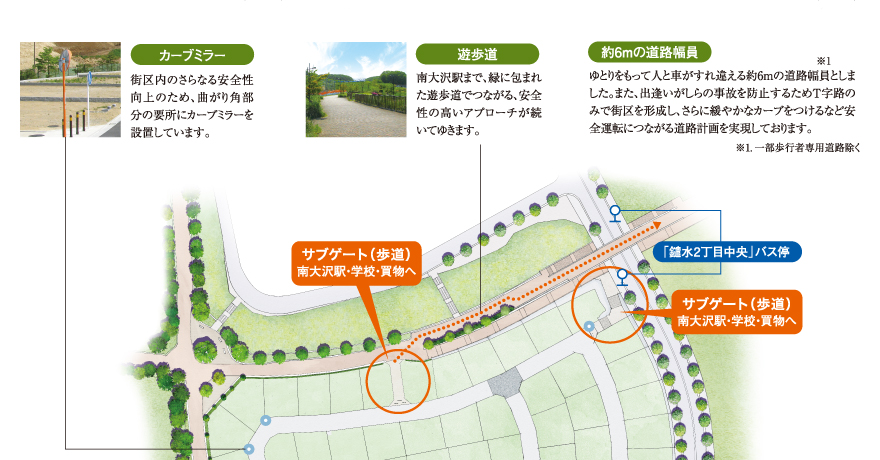 カーブミラー
街区内のさらなる安全性
向上のため、曲がり角部
分の要所にカーブミラーを
設置しています。
遊歩道
南大沢駅まで、緑に包まれ
た遊歩道でつながる、安全
性の高いアプローチが続
いてゆきます。
約6mの道路幅員
※1
ゆとりをもって人と車がすれ違える約6mの道路幅員としま
した。また、出逢いがしらの事故を防止するためT字路の
みで街区を形成し、さらに緩やかなカーブをつけるなど安
全運転につながる道路計画を実現しております。
※1. 一部歩行者専用道路除く
サブゲート(歩道)
南大沢駅・学校・買物へ
「鑓水2丁目中央」バス停
サブゲート(歩道)
南大沢駅・学校・買物へ